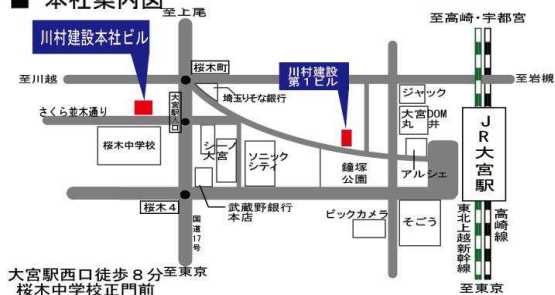 ■ 本社案内図
至上尾
至高崎・宇都宮
川村建設本社ビル
桜木町
川村建設
第1ビル
至川越
至岩槻
埼玉りそな銀行
ジャック
さくら並木通り
大宮駅入口
大宮DOM
丸井
JR大宮駅
桜木中学校
シーノ
大宮
ソニック
シティ
鐘塚
公園
アルシェ
桜木4
武蔵野銀行
本店
国道17号
ビックカメラ
そごう
東北上越新幹線
高崎線
大宮駅西口徒歩8分
桜木中学校正門前
至東京
至東京